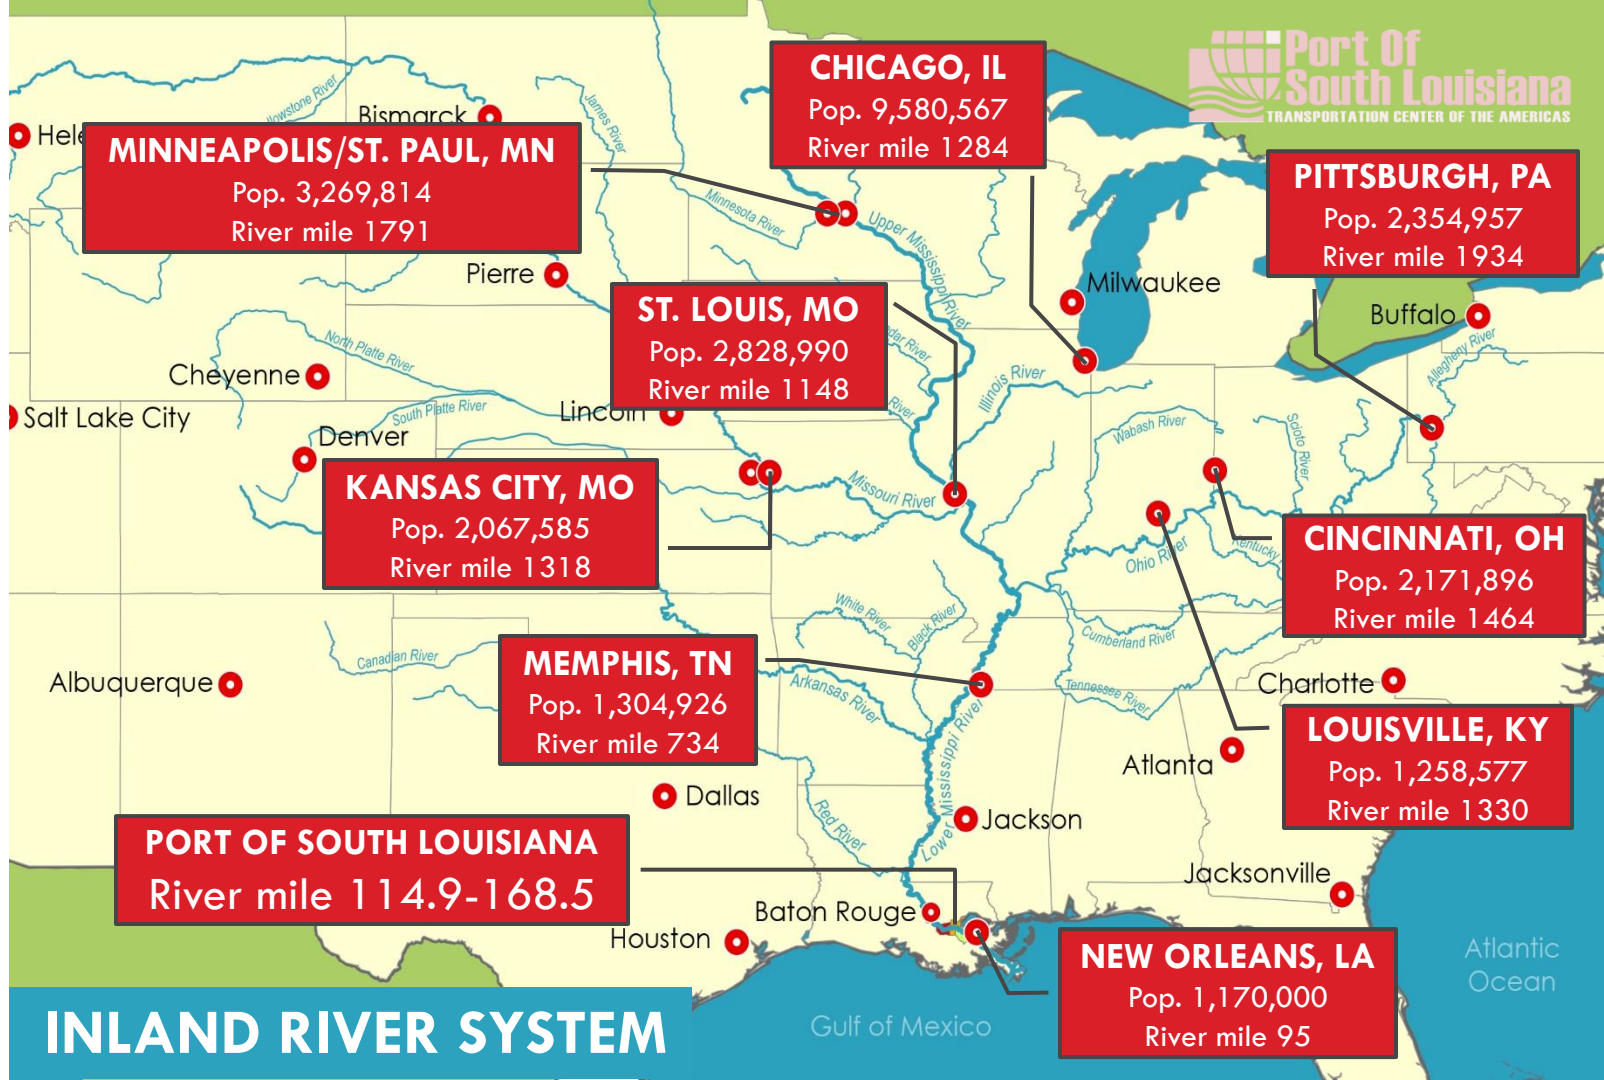 Port Of
South Louisiana
TRANSPORTATION CENTER OF THE AMERICAS
CHICAGO, IL
Pop. 9,580,567
River mile 1284
Bismarck
James River
MINNEAPOLIS/ST. PAUL, MN
Pop. 3,269,814
River mile 1791
PITTSBURGH, PA
Pop. 2,354,957
River mile 1934
Minnesota River
Upper Mississippi River
Pierre
Milwaukee
Buffalo
ST. LOUIS, MO
Pop. 2,828,990
River mile 1148
North Platte River
Cheyenne
River
Illinois River
Allegheny River
Salt Lake City
South Platte River
Lincoln
River
Denver
Wabash River
Scioto River
KANSAS CITY, MO
Pop. 2,067,585
River mile 1318
Missouri River
CINCINNATI, OH
Pop. 2,171,896
River mile 1464
Ohio River
Kentucky
White River
Black River
Cumberland River
Canadian River
MEMPHIS, TN
Pop. 1,304,926
River mile 734
Albuquerque
Arkansas River
Tennessee River
Charlotte
LOUISVILLE, KY
Pop. 1,258,577
River mile 1330
Atlanta
Dallas
Red River
Lower Mississippi River
Jackson
PORT OF SOUTH LOUISIANA
River mile 114.9-168.5
Jacksonville
Baton Rouge
Houston
NEW ORLEANS, LA
Pop. 1,170,000
River mile 95
Atlantic
Ocean
Gulf of Mexico
INLAND RIVER SYSTEM